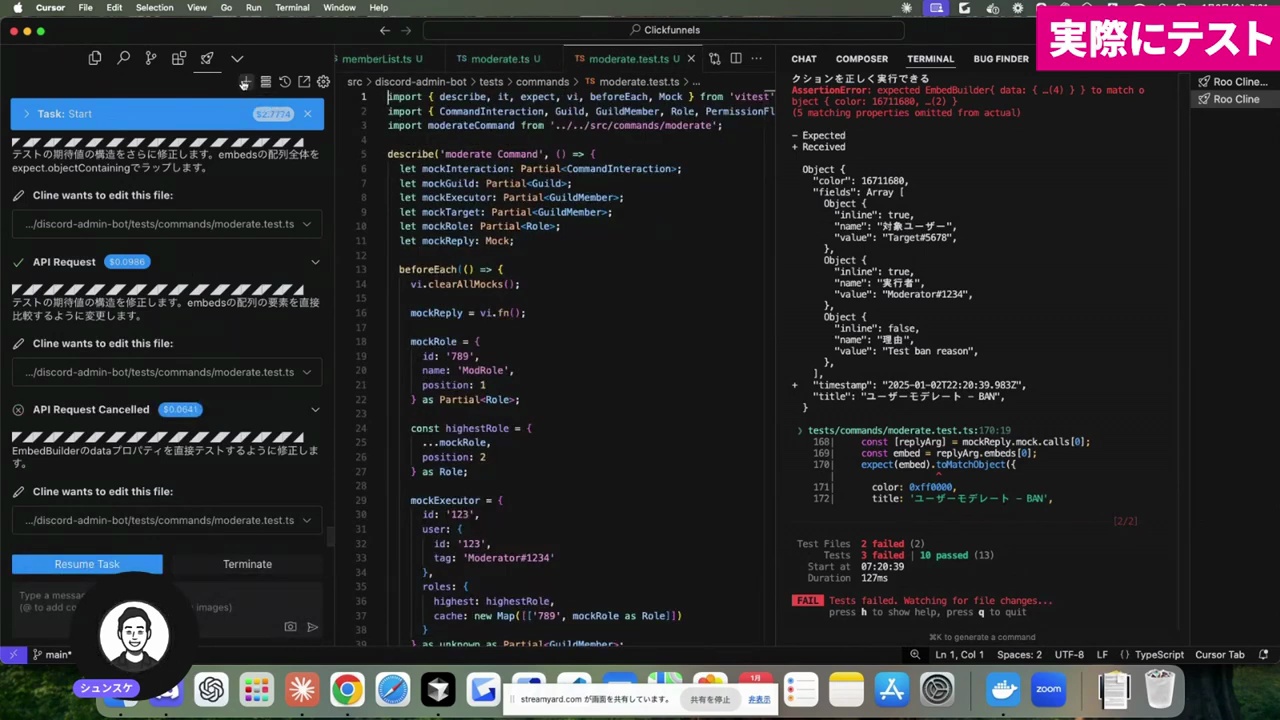 Cursor File Edit Selection View Go Run Terminal Window Help
実際にテスト
Clickfunnels
memberList.ts U
moderate.ts U
moderate.test.ts U
CHAT COMPOSER TERMINAL BUG FINDER
src > discord-admin-bot > tests > commands > moderate.test.ts > ...
Roo Cline...
Roo Cline
Task: Start
$2.7774
テストの期待値の構造をさらに修正します。embedsの配列全体を
expect.objectContainingでラップします。
Cline wants to edit this file:
.../discord-admin-bot/tests/commands/moderate.test.ts
API Request $0.0986
テストの期待値の構造を修正します。embedsの配列の要素を直接
比較するように変更します。
Cline wants to edit this file:
.../discord-admin-bot/tests/commands/moderate.test.ts
API Request Cancelled $0.0641
EmbedBuilderのdataプロパティを直接テストするように修正しま
す。
Cline wants to edit this file:
.../discord-admin-bot/tests/commands/moderate.test.ts
Resume Task Terminate
Type a messa
(@ to add co
images)
シュンスケ
1 import { describe, it, expect, vi, beforeEach, Mock } from 'vitest'
2 import { CommandInteraction, Guild, GuildMember, Role, PermissionFl
3 import moderateCommand from '../../src/commands/moderate';
4
5 describe('moderate Command', () => {
6 let mockInteraction: Partial<CommandInteraction>;
7 let mockGuild: Partial<Guild>;
8 let mockExecutor: Partial<GuildMember>;
9 let mockTarget: Partial<GuildMember>;
10 let mockRole: Partial<Role>;
11 let mockReply: Mock;
12
13 beforeEach(() => {
14 vi.clearAllMocks();
15
16 mockReply = vi.fn();
17
18 mockRole = {
19 id: '789',
20 name: 'ModRole',
21 position: 1
22 } as Partial<Role>;
23
24 const highestRole = {
25 ...mockRole,
26 position: 2
27 } as Role;
28
29 mockExecutor = {
30 id: '123',
31 user: {
32 id: '123',
33 tag: 'Moderator#1234'
34 },
35 roles: {
36 highest: highestRole,
37 cache: new Map([['789', mockRole as Role]])
38 }
39 } as unknown as Partial<GuildMember>;
クションを正しく実行できる
AssertionError: expected EmbedBuilder{ data: { …(4) } } to match o
bject { color: 16711680, …(2) }
(5 matching properties omitted from actual)
- Expected
+ Received
Object {
"color": 16711680,
"fields": Array [
Object {
"inline": true,
"name": "対象ユーザー",
"value": "Target#5678",
},
Object {
"inline": true,
"name": "実行者",
"value": "Moderator#1234",
},
Object {
"inline": false,
"name": "理由",
"value": "Test ban reason",
},
],
+ "timestamp": "2025-01-02T22:20:39.983Z",
"title": "ユーザーモデレート - BAN",
}
❯ tests/commands/moderate.test.ts:170:19
168| const [replyArg] = mockReply.mock.calls[0];
169| const embed = replyArg.embeds[0];
170| expect(embed).toMatchObject({
| ^
171| color: 0xff0000,
172| title: 'ユーザーモデレート - BAN',
[2/2]
Test Files 2 failed (2)
Tests 3 failed | 10 passed (13)
Start at 07:20:39
Duration 127ms
FAIL Tests failed. Watching for file changes...
press h to show help, press q to quit
⌘K to generate a command
main* Ln 1, Col 1 Spaces: 2 UTF-8 LF {} TypeScript Cursor Tab
streamyard.com が画面を共有しています。 共有を停止 非表示
1月
zoom